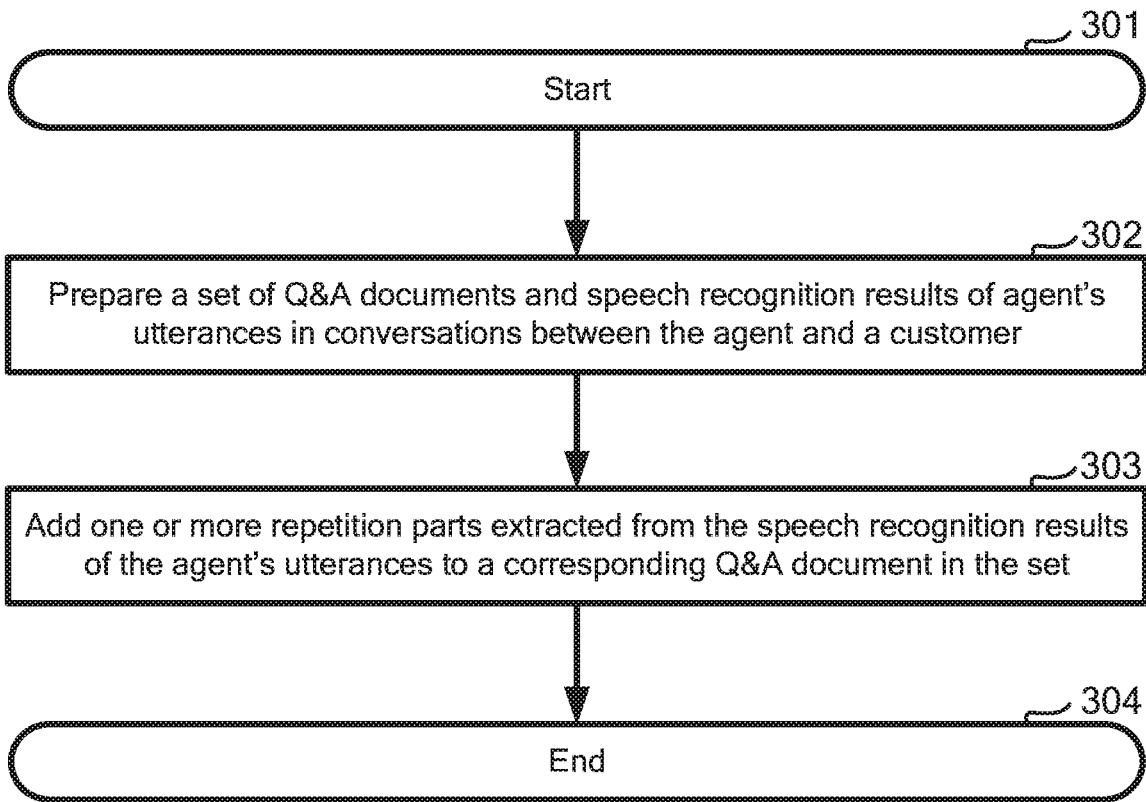 301
Start
302
Prepare a set of Q&A documents and speech recognition results of agent's
utterances in conversations between the agent and a customer
303
Add one or more repetition parts extracted from the speech recognition results
of the agent's utterances to a corresponding Q&A document in the set
304
End